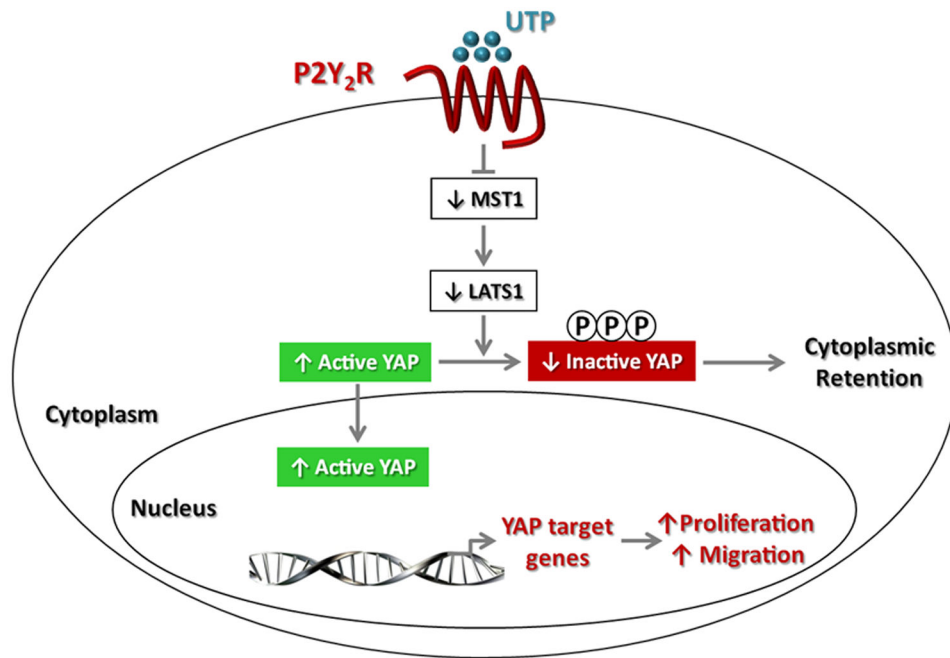 UTP
P2Y₂R
↓ MST1
↓ LATS1
P P P
↑ Active YAP
↓ Inactive YAP
Cytoplasmic
Retention
Cytoplasm
↑ Active YAP
Nucleus
YAP target
genes
↑Proliferation
↑ Migration